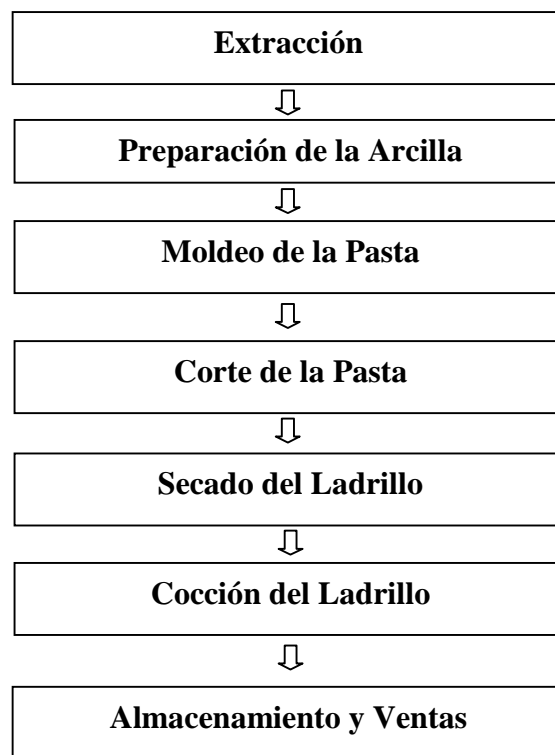 Extracción
Preparación de la Arcilla
Moldeo de la Pasta
Corte de la Pasta
Secado del Ladrillo
Cocción del Ladrillo
Almacenamiento y Ventas